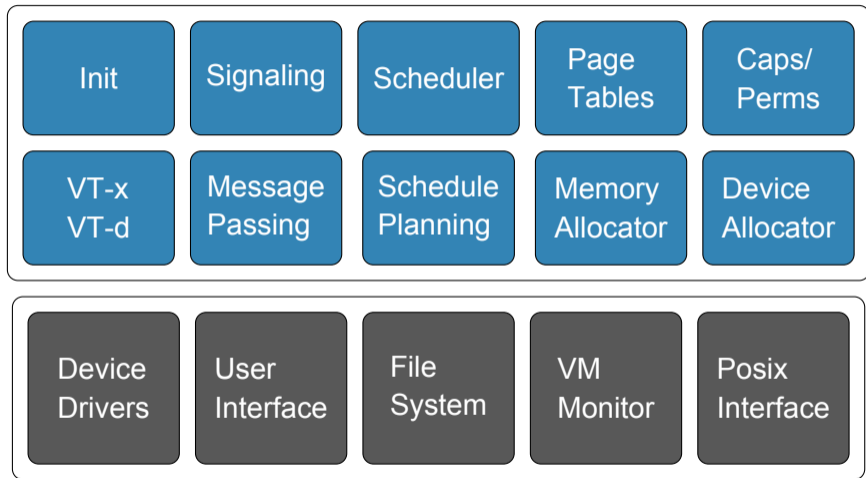 Init
Signaling
Scheduler
Page
Tables
Caps/
Perms
VT-x
VT-d
Message
Passing
Schedule
Planning
Memory
Allocator
Device
Allocator
Device
Drivers
User
Interface
File
System
VM
Monitor
Posix
Interface